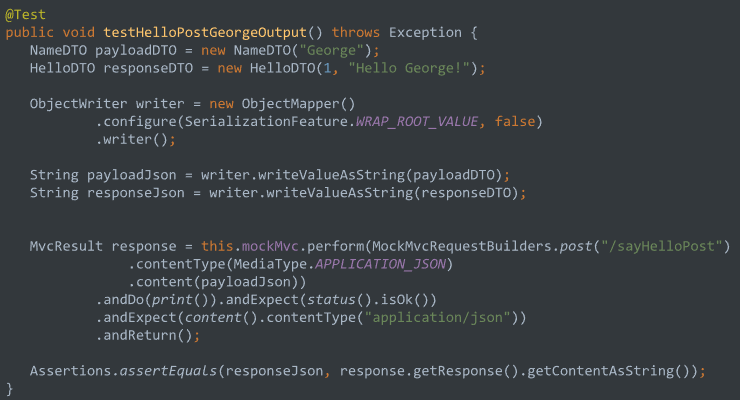 @Test
public void testHelloPostGeorgeOutput() throws Exception {
NameDTO payloadDTO = new NameDTO("George");
HelloDTO responseDTO = new HelloDTO(1, "Hello George!");
ObjectWriter writer = new ObjectMapper()
.configure(SerializationFeature.WRAP_ROOT_VALUE, false)
.writer();
String payloadJson = writer.writeValueAsString(payloadDTO);
String responseJson = writer.writeValueAsString(responseDTO);
MvcResult response = this.mockMvc.perform(MockMvcRequestBuilders.post("/sayHelloPost")
.contentType(MediaType.APPLICATION_JSON)
.content(payloadJson))
.andDo(print()).andExpect(status().isOk())
.andExpect(content().contentType("application/json"))
.andReturn();
Assertions.assertEquals(responseJson, response.getResponse().getContentAsString());
}